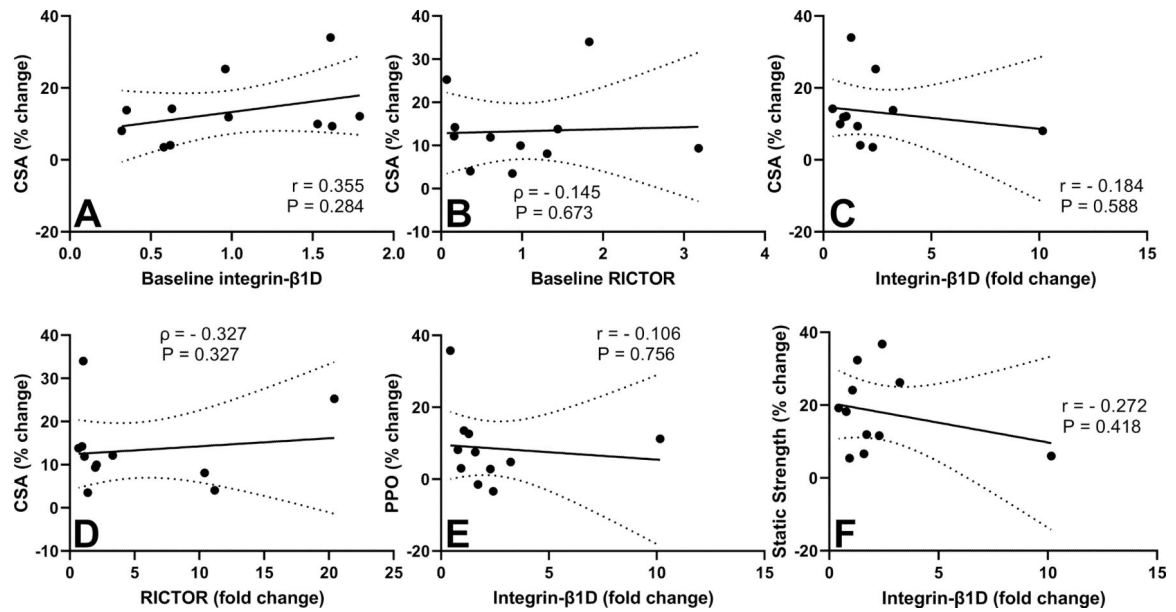 40
30
20
10
0
-20
CSA (% change)
r = 0.355
P = 0.284
A
0.0 0.5 1.0 1.5 2.0
Baseline integrin-β1D
40
30
20
10
0
-10
CSA (% change)
ρ = - 0.145
P = 0.673
B
0 1 2 3 4
Baseline RICTOR
40
20
0
-20
CSA (% change)
r = - 0.184
P = 0.588
C
0 5 10 15
Integrin-β1D (fold change)
40
30
20
10
0
-10
CSA (% change)
ρ = - 0.327
P = 0.327
D
0 5 10 15 20 25
RICTOR (fold change)
40
20
0
-20
PPO (% change)
r = - 0.106
P = 0.756
E
0 5 10 15
Integrin-β1D (fold change)
40
20
0
-20
Static Strength (% change)
r = - 0.272
P = 0.418
F
0 5 10 15
Integrin-β1D (fold change)